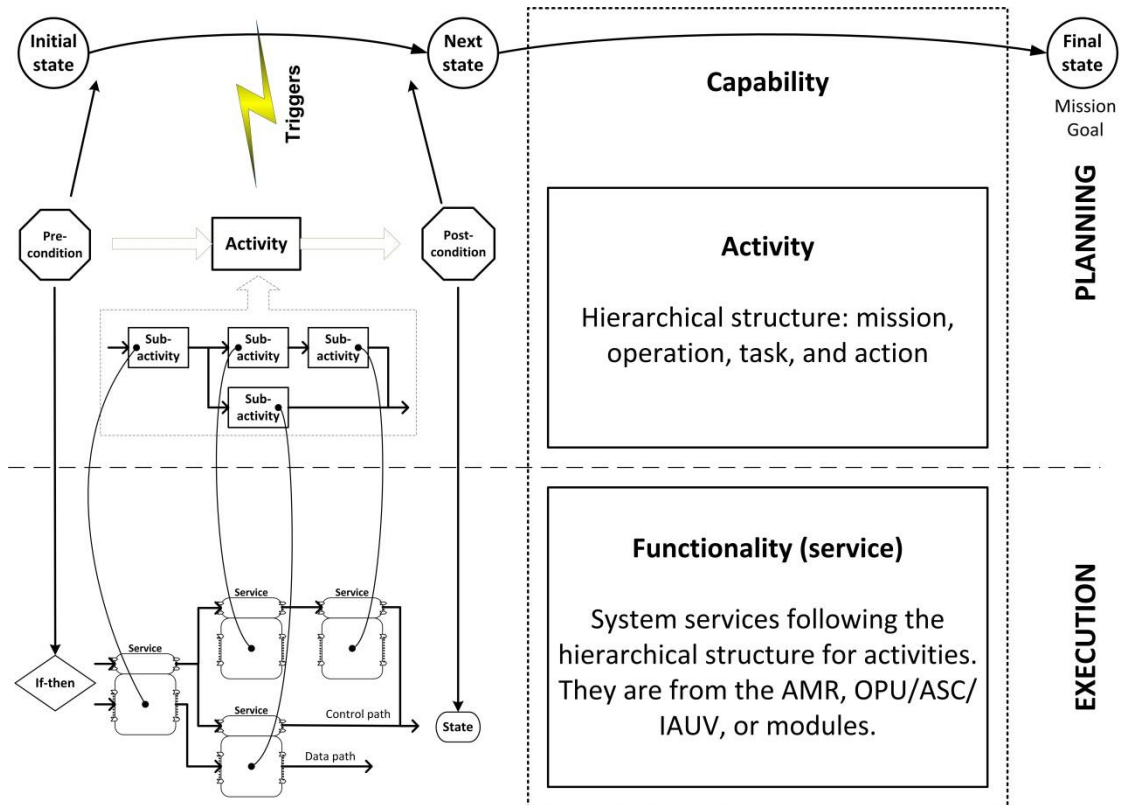 Initial
state
Next
state
Final
state
Mission
Goal
Triggers
Capability
PLANNING
Pre-
condition
Activity
Post-
condition
Activity
Hierarchical structure: mission,
operation, task, and action
Sub-
activity
Sub-
activity
Sub-
activity
Sub-
activity
Functionality (service)
System services following the
hierarchical structure for activities.
They are from the AMR, OPU/ASC/
IAUV, or modules.
EXECUTION
Service
Service
Service
Service
If-then
Control path
Data path
State